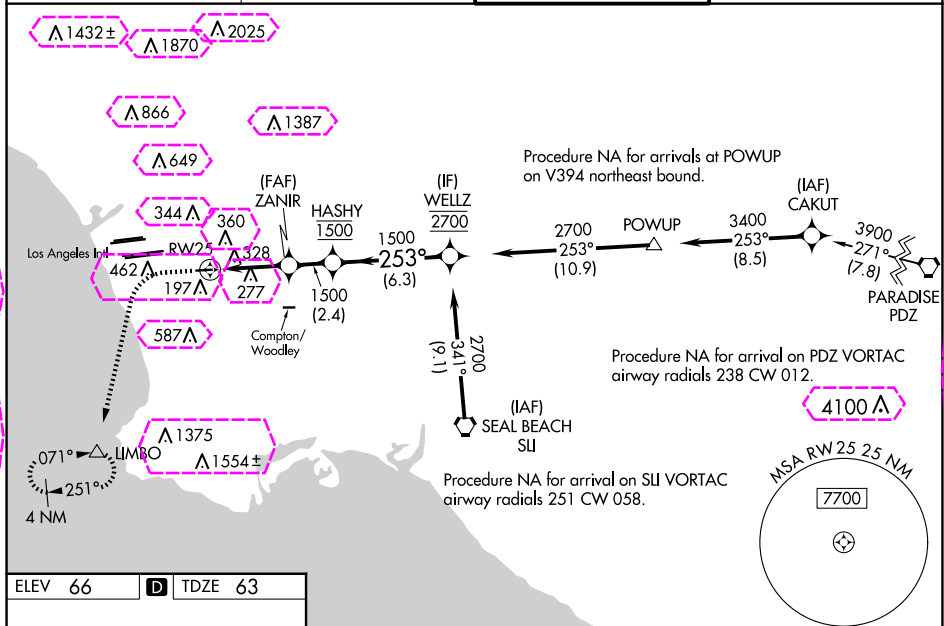 1432 ±
1870
2025
866
1387
649
Procedure NA for arrivals at POWUP
on V394 northeast bound.
(FAF)
ZANIR
(IF)
WELLZ
2700
(IAF)
CAKUT
HASHY
1500
344
360
Los Angeles Intl
RW25
328
462
197
277
1500
253°
(6.3)
2700
253°
(10.9)
POWUP
3400
253°
(8.5)
3900
271°
(7.8)
PARADISE
PDZ
1500
(2.4)
Compton/
Woodley
587
2700
341°
(9.1)
Procedure NA for arrival on PDZ VORTAC
airway radials 238 CW 012.
4100
(IAF)
SEAL BEACH
SLI
1375
1554 ±
071°
LIMBO
251°
4 NM
Procedure NA for arrival on SLI VORTAC
airway radials 251 CW 058.
MSA RW 25 25 NM
7700
ELEV 66
D TDZE 63